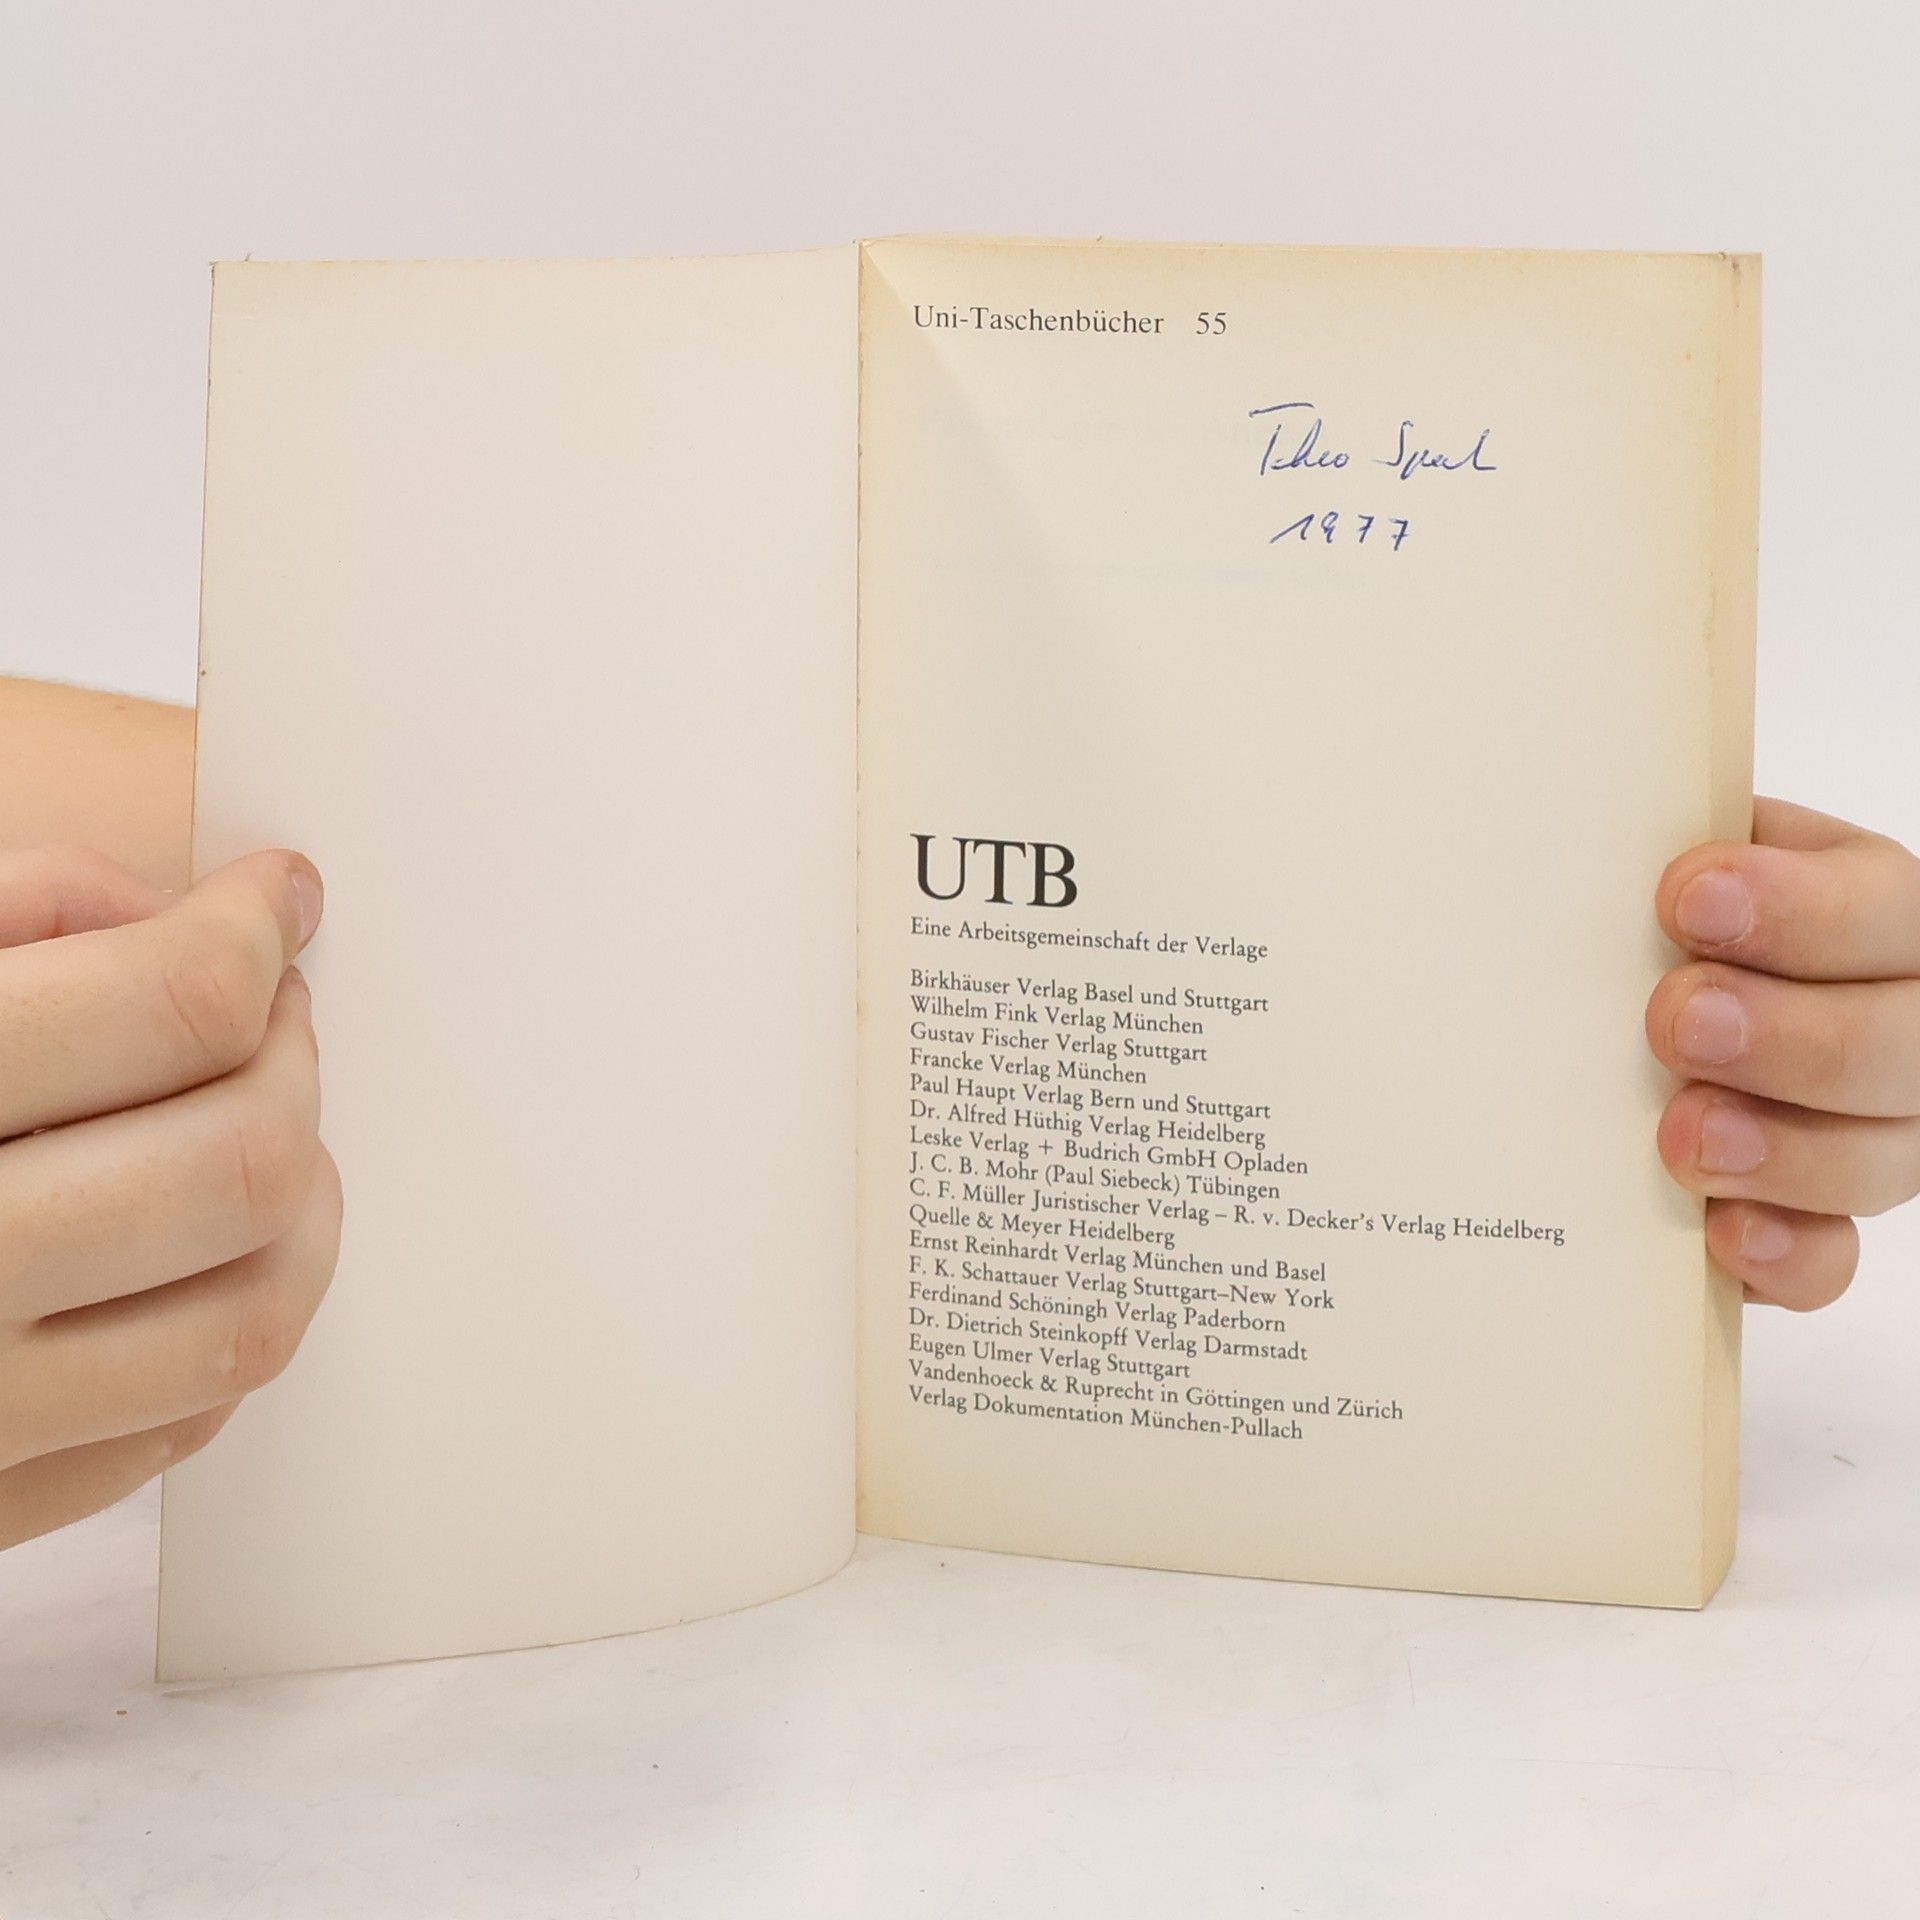 Uni-Taschenbücher 55
Theo
1977
UTB
Eine Arbeitsgemeinschaft der Verlage
Birkhäuser Verlag Basel und Stuttgart
Wilhelm Fink Verlag München
Gustav Fischer Verlag Stuttgart
Francke Verlag München
Paul Haupt Verlag Bern und Stuttgart
Dr. Alfred Hüthig Verlag Heidelberg
Leske Verlag + Budrich GmbH Opladen
J. C. B. Mohr (Paul Siebeck) Tübingen
C. F. Müller Juristischer Verlag – R. v. Decker's Verlag Heidelberg
Quelle & Meyer Heidelberg
Ernst Reinhardt Verlag München und Basel
F. K. Schattauer Verlag Stuttgart–New York
Ferdinand Schöningh Verlag Paderborn
Dr. Dietrich Steinkopff Verlag Darmstadt
Eugen Ulmer Verlag Stuttgart
Vandenhoeck & Ruprecht in Göttingen und Zürich
Verlag Dokumentation München-Pullach